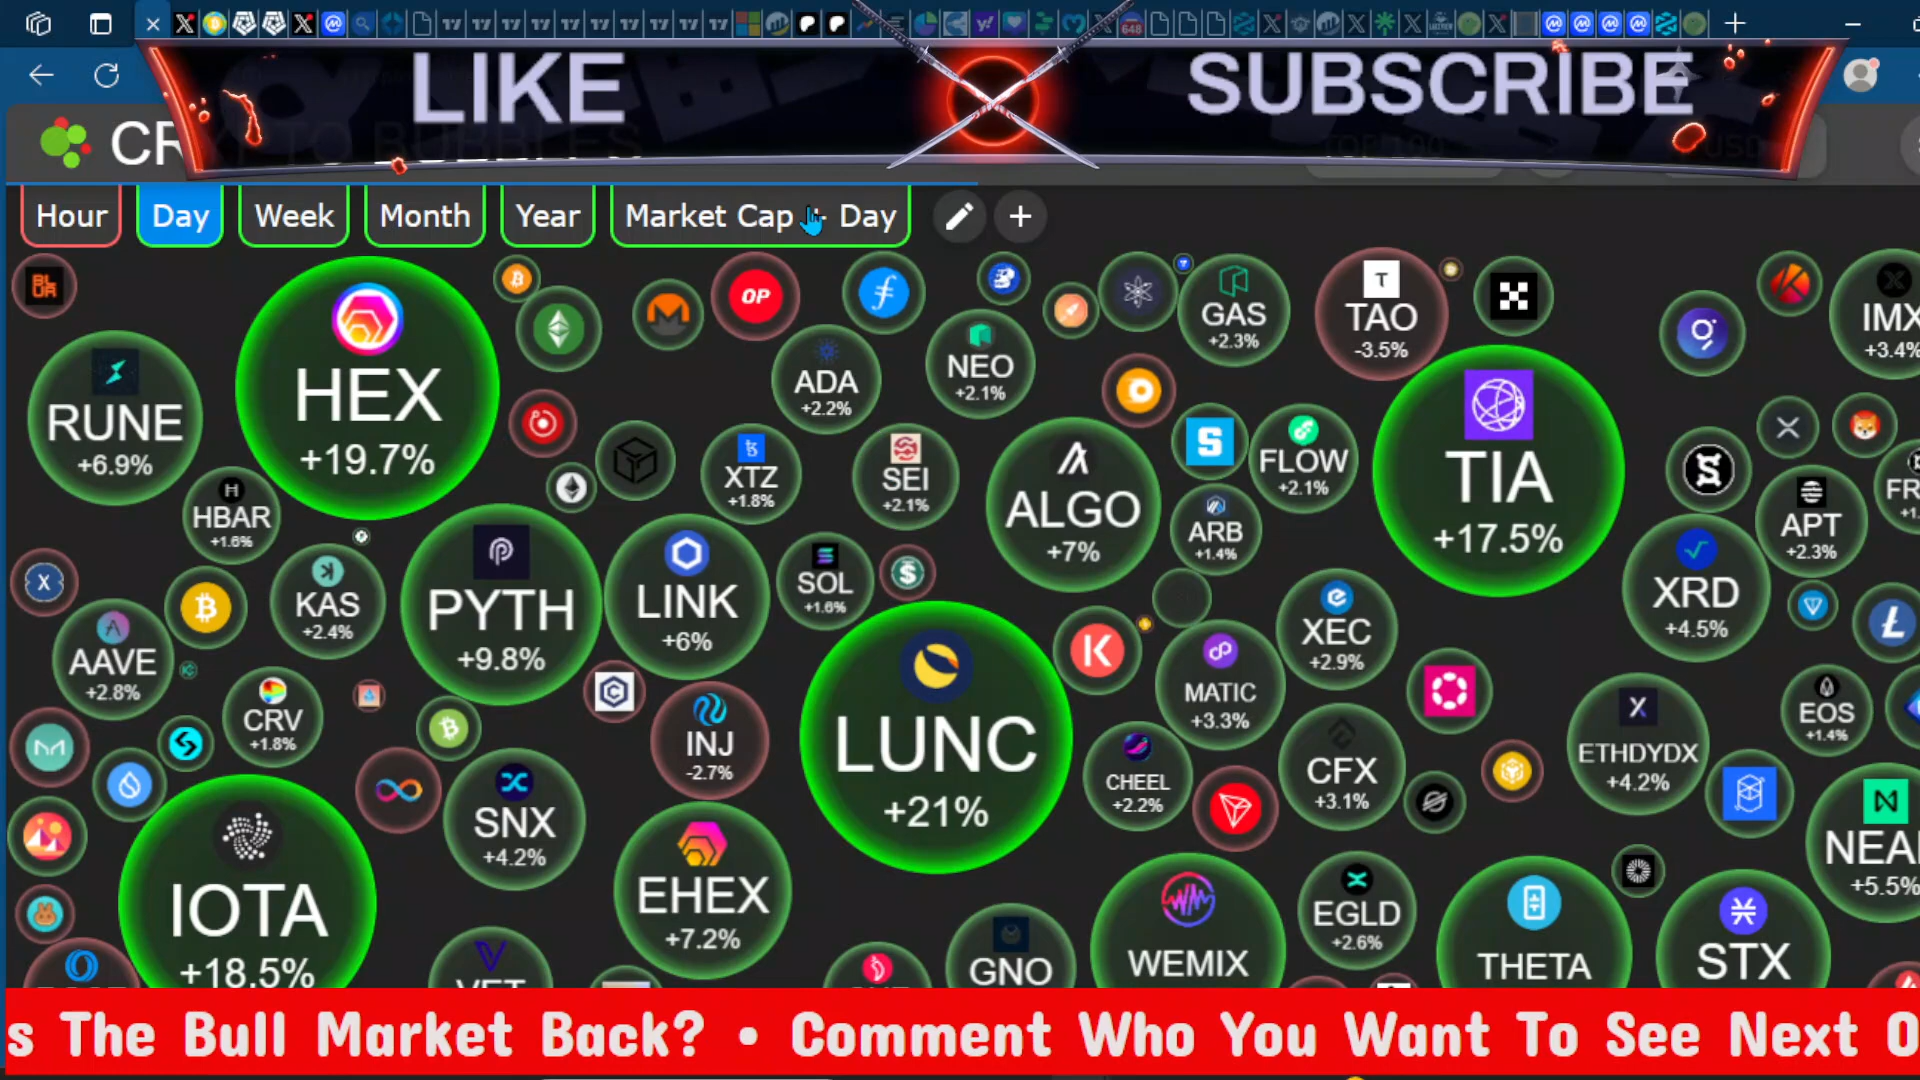 LIKE
SUBSCRIBE
CRYPTO BUBBLES
Hour
Day
Week
Month
Year
Market Cap
Day
HEX
+19.7%
RUNE
+6.9%
HBAR
+1.6%
OP
ADA
+2.2%
NEO
+2.1%
GAS
+2.3%
TAO
-3.5%
IMX
+3.4%
XTZ
+1.8%
SEI
+2.1%
ALGO
+7%
ARB
+1.4%
FLOW
+2.1%
TIA
+17.5%
APT
+2.3%
XRD
+4.5%
KAS
+2.4%
PYTH
+9.8%
LINK
+6%
SOL
+1.6%
XEC
+2.9%
AAVE
+2.8%
CRV
+1.8%
INJ
-2.7%
LUNC
+21%
MATIC
+3.3%
CHEEL
+2.2%
CFX
+3.1%
ETHDYDX
+4.2%
EOS
+1.4%
SNX
+4.2%
EHEX
+7.2%
IOTA
+18.5%
GNO
WEMIX
EGLD
+2.6%
THETA
STX
+5.5%
s The Bull Market Back? • Comment Who You Want To See Next O